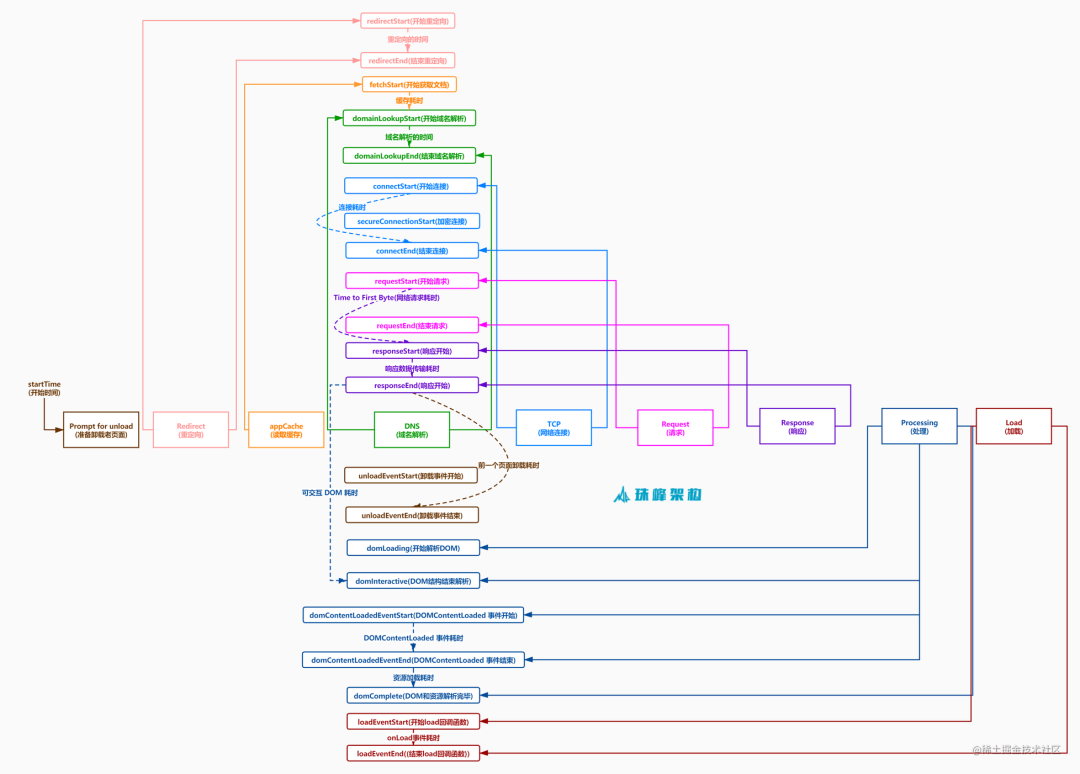 redirectStart(开始重定向)
重定向的时间
redirectEnd(结束重定向)
fetchStart(开始获取文档)
缓存耗时
domainLookupStart(开始域名解析)
域名解析的时间
domainLookupEnd(结束域名解析)
connectStart(开始连接)
连接耗时
secureConnectionStart(加密连接)
connectEnd(结束连接)
requestStart(开始请求)
Time to First Byte(网络请求耗时)
requestEnd(结束请求)
responseStart(响应开始)
响应数据传输耗时
responseEnd(响应开始)
startTime
(开始时间)
Prompt for unload
(准备卸载老页面)
Redirect
(重定向)
appCache
(读取缓存)
DNS
(域名解析)
TCP
(网络连接)
Request
(请求)
Response
(响应)
Processing
(处理)
Load
(加载)
前一个页面卸载耗时
unloadEventStart(卸载事件开始)
可交互 DOM 耗时
珠峰架构
unloadEventEnd(卸载事件结束)
domLoading(开始解析DOM)
domInteractive(DOM结构结束解析)
domContentLoadedEventStart(DOMContentLoaded 事件开始)
DOMContentLoaded 事件耗时
domContentLoadedEventEnd(DOMContentLoaded 事件结束)
资源加载耗时
domComplete(DOM和资源解析完毕)
loadEventStart(开始load回调函数)
onLoad事件耗时
loadEventEnd((结束load回调函数))
@稀土掘金技术社区